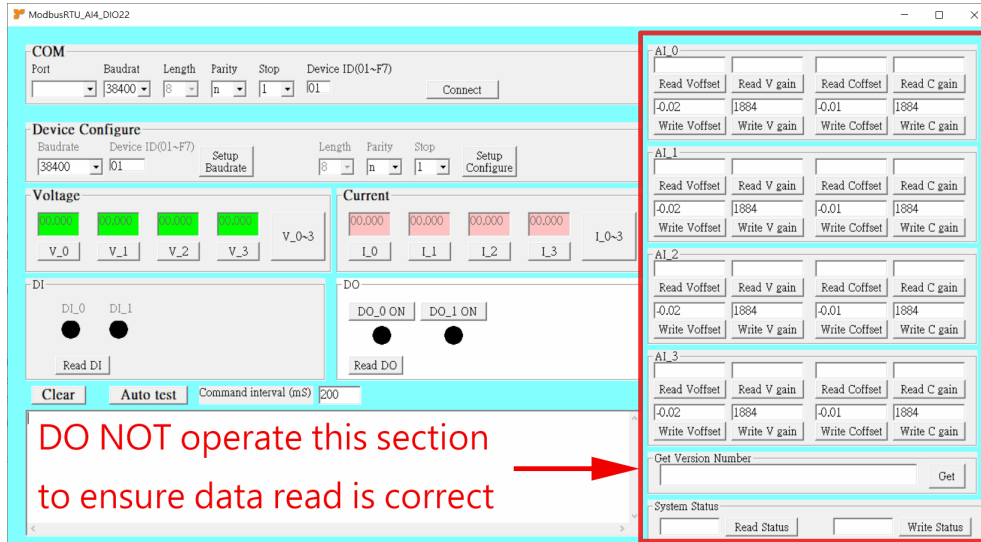 ModbusRTU_AI4_DIO22
COM
Port Baudrat Length Parity Stop Device ID(01~F7)
38400 8 n 1 01 Connect
Device Configure
Baudrate Device ID(01~F7) Setup Baudrate Length Parity Stop Setup Configure
38400 01 8 n 1
Voltage
00.000 00.000 00.000 00.000
V_0 V_1 V_2 V_3 V_0~3
Current
00.000 00.000 00.000 00.000
I_0 I_1 I_2 I_3 I_0~3
DI
DI_0 DI_1
Read DI
DO
DO_0 ON DO_1 ON
Read DO
Clear Auto test Command interval (mS) 200
DO NOT operate this section
to ensure data read is correct
AI_0
Read Voffset Read V gain Read Coffset Read C gain
-0.02 1884 -0.01 1884
Write Voffset Write V gain Write Coffset Write C gain
AI_1
Read Voffset Read V gain Read Coffset Read C gain
-0.02 1884 -0.01 1884
Write Voffset Write V gain Write Coffset Write C gain
AI_2
Read Voffset Read V gain Read Coffset Read C gain
-0.02 1884 -0.01 1884
Write Voffset Write V gain Write Coffset Write C gain
AI_3
Read Voffset Read V gain Read Coffset Read C gain
-0.02 1884 -0.01 1884
Write Voffset Write V gain Write Coffset Write C gain
Get Version Number
Get
System Status
Read Status Write Status